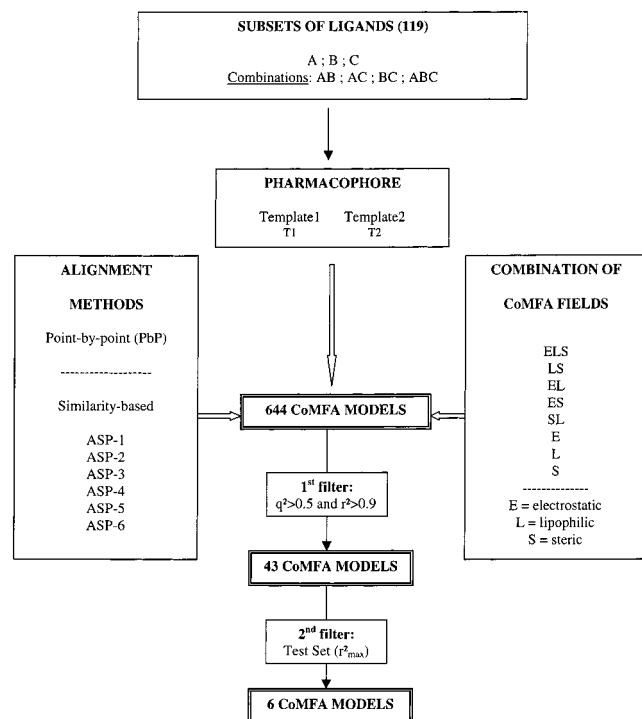 SUBSETS OF LIGANDS (119)
A ; B ; C
Combinations: AB ; AC ; BC ; ABC
PHARMACOPHORE
Template1 Template2
T1 T2
ALIGNMENT
METHODS
Point-by-point (PbP)
--------------------
Similarity-based
ASP-1
ASP-2
ASP-3
ASP-4
ASP-5
ASP-6
COMBINATION OF
CoMFA FIELDS
ELS
LS
EL
ES
SL
E
L
S
---------------
E = electrostatic
L = lipophilic
S = steric
644 CoMFA MODELS
1st filter:
q²>0.5 and r²>0.9
43 CoMFA MODELS
2nd filter:
Test Set (r²max)
6 CoMFA MODELS